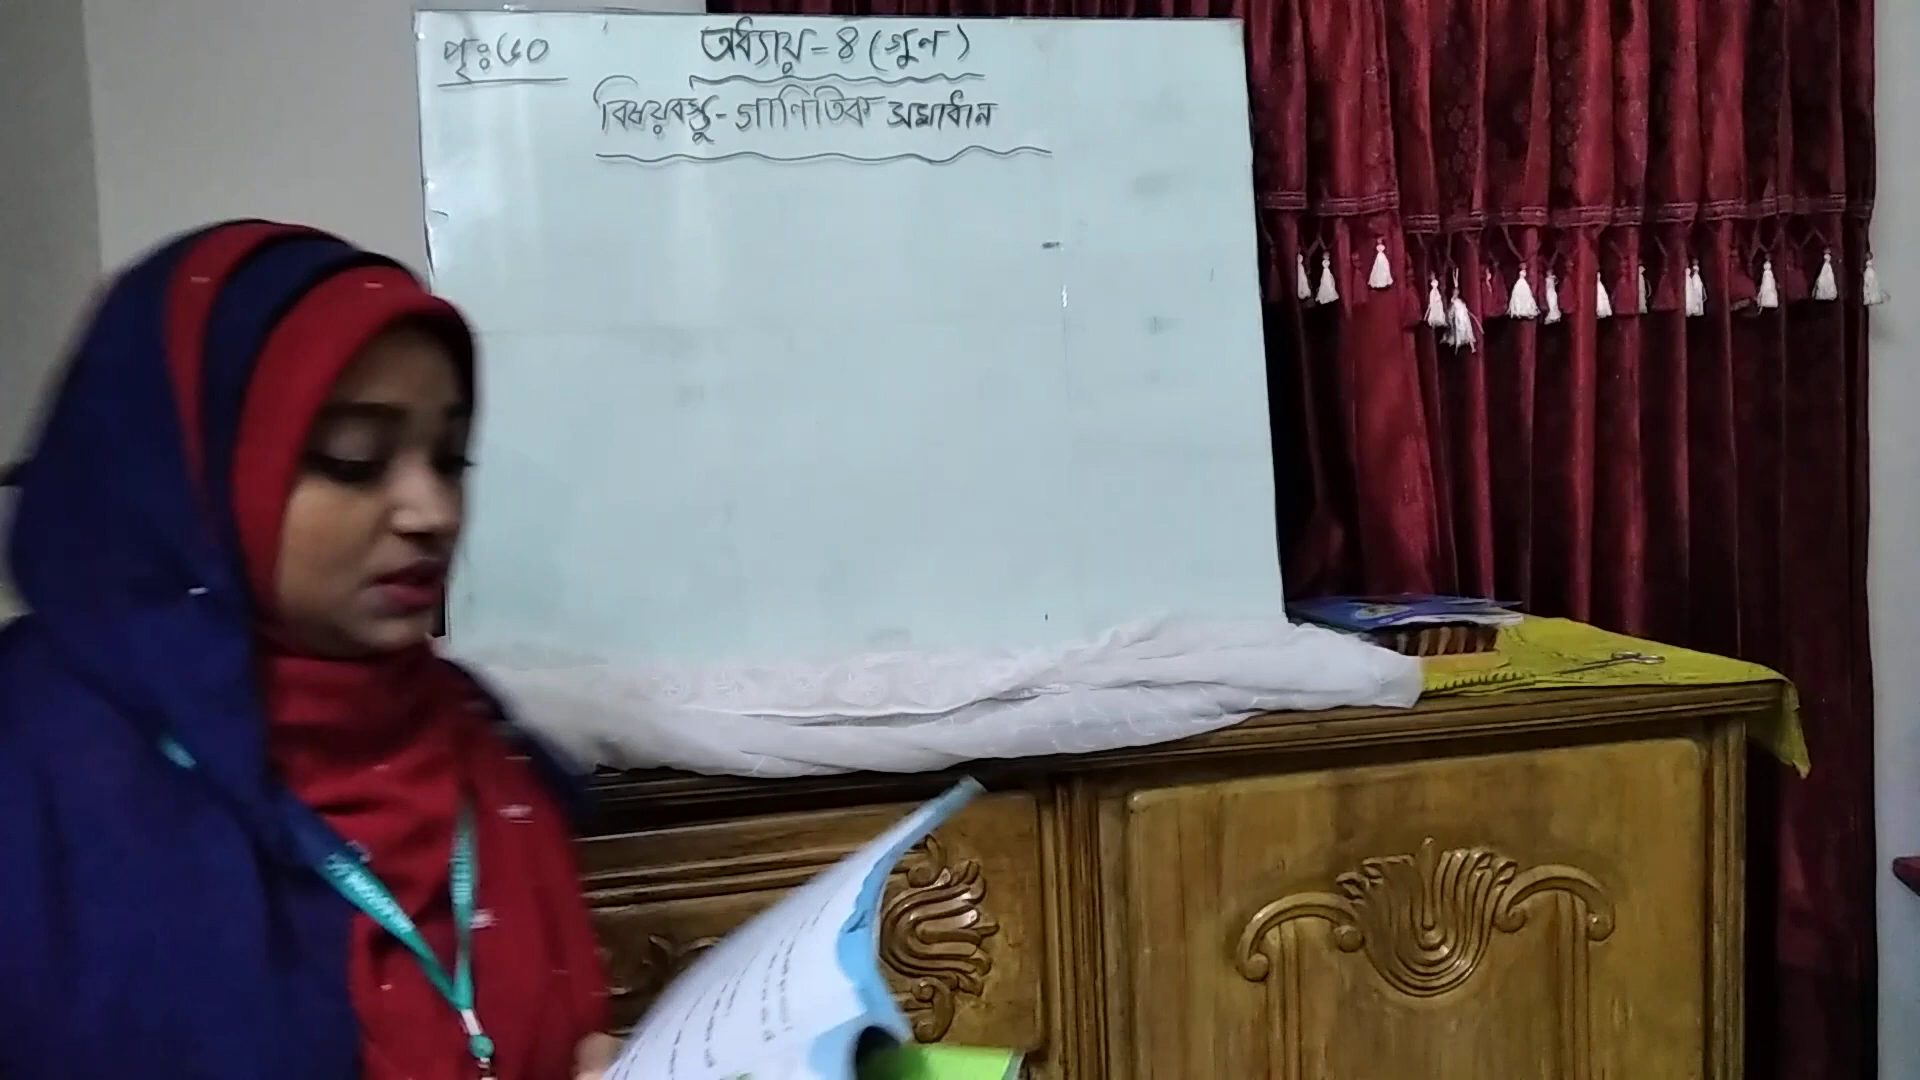 পৃঃ ৬০
অধ্যায় - ৪ (গুন)
বিষয়বস্তু - গাণিতিক সমাধান